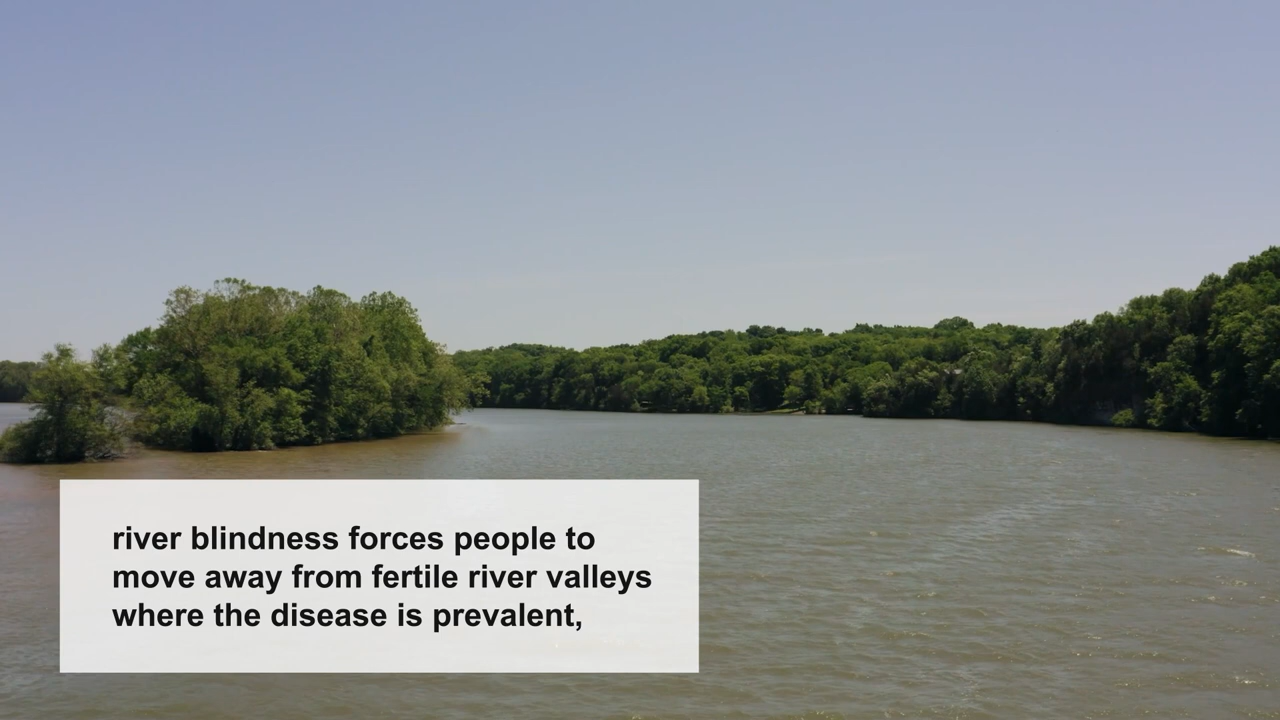 river blindness forces people to
move away from fertile river valleys
where the disease is prevalent,